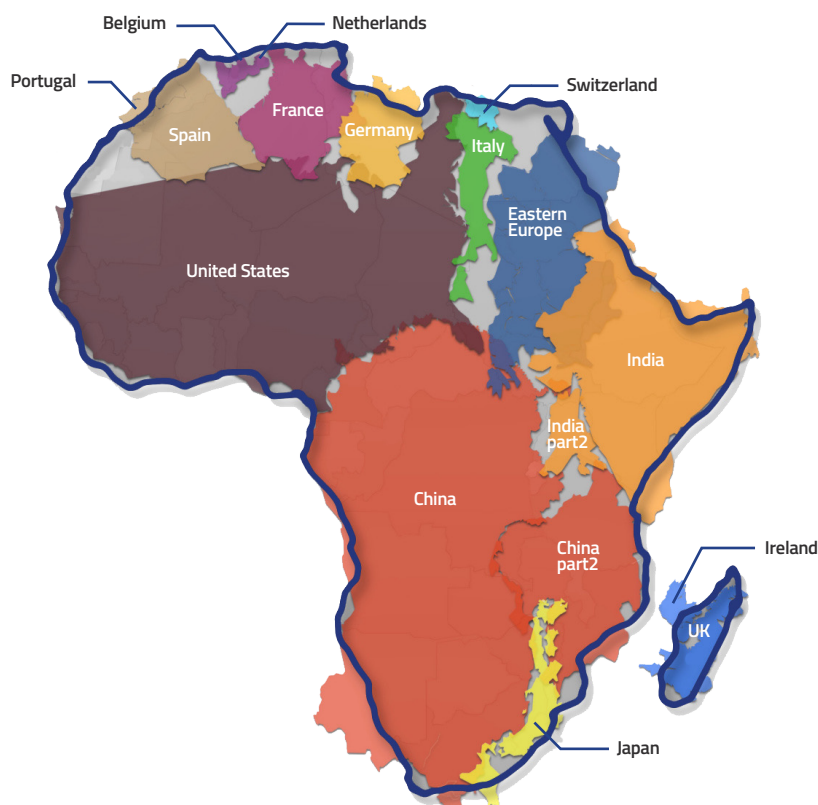 Belgium
Netherlands
Portugal
Switzerland
Spain
France
Germany
Italy
Eastern
Europe
United States
India
India
part2
China
China
part2
Ireland
UK
Japan